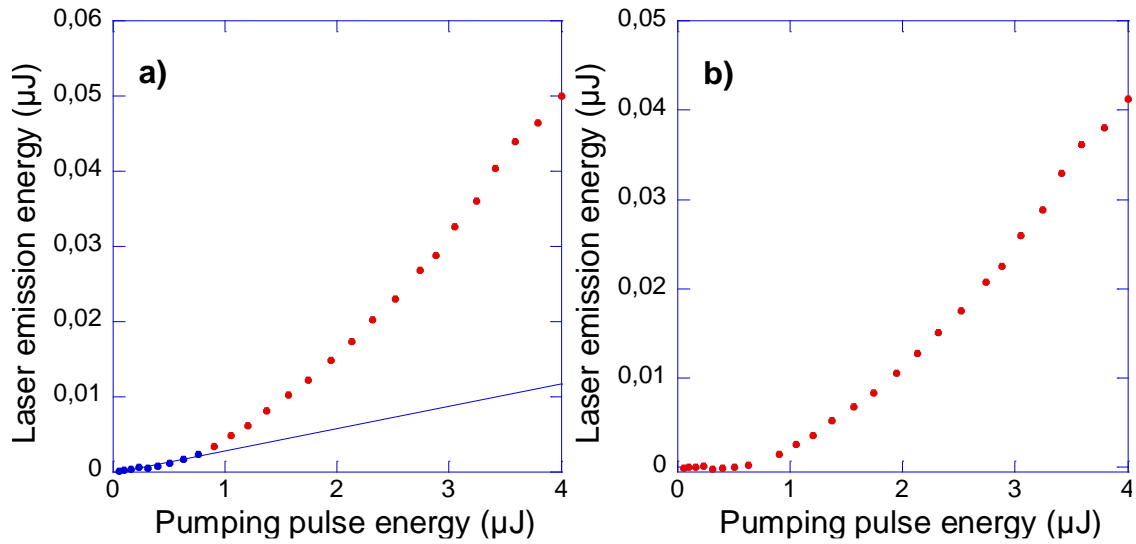 0,06
0,05
0,04
0,03
0,02
0,01
0
0 1 2 3 4
Laser emission energy (µJ)
Pumping pulse energy (µJ)
a)
0,05
0,04
0,03
0,02
0,01
0
0 1 2 3 4
Laser emission energy (µJ)
Pumping pulse energy (µJ)
b)